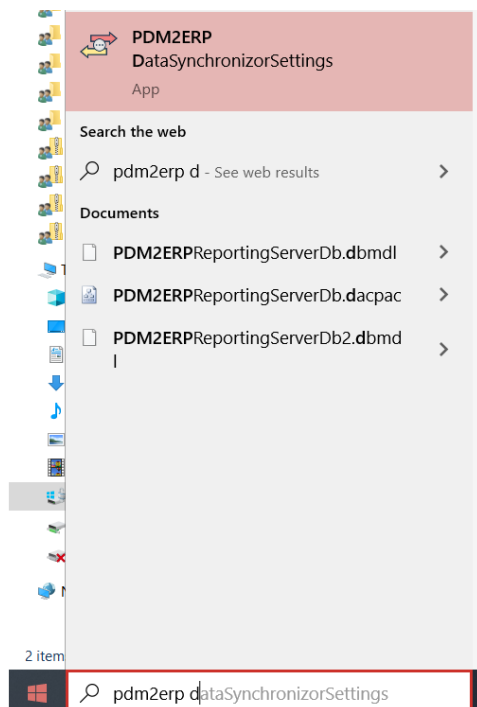 PDM2ERP
DataSynchronizorSettings
App
Search the web
pdm2erp d - See web results
Documents
PDM2ERPReportingServerDb.dbmdl
PDM2ERPReportingServerDb.dacpac
PDM2ERPReportingServerDb2.dbmd
l
2 item
pdm2erp dataSynchronizorSettings